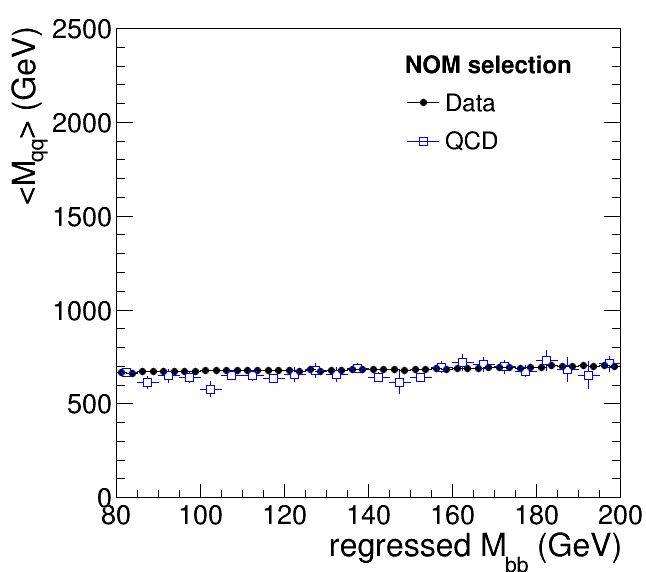 <M_qq> (GeV)
2500
2000
1500
1000
500
0
NOM selection
Data
QCD
80 100 120 140 160 180 200
regressed M_bb (GeV)